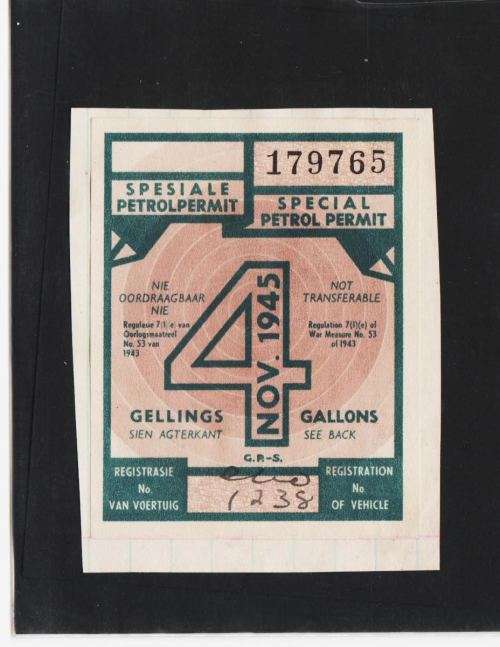 179765
SPESIALE
PETROLPERMIT
SPECIAL
PETROL PERMIT
NIE
OORDRAAGBAAR
NIE
Regulasie 7(1)e van
Oorlogsmaatreël
No. 53 van
1943
NOT
TRANSFERABLE
Regulation 7(1)(e) of
War Measure No. 53
of 1943
4
NOV. 1945
GELLINGS
SIEN AGTERKANT
GALLONS
SEE BACK
G.P.-S.
REGISTRASIE
No.
VAN VOERTUIG
1238
REGISTRATION
No.
OF VEHICLE